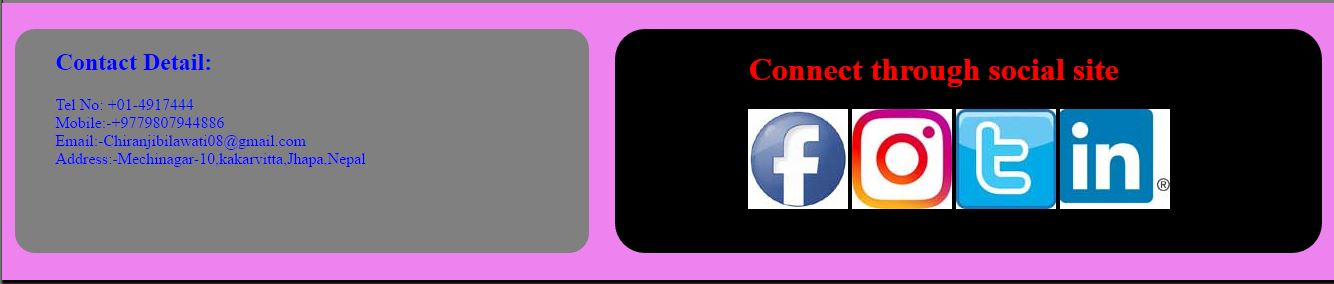 Contact Detail:
Tel No: +01-4917444
Mobile:-+9779807944886
Email:-Chiranjibilawati08@gmail.com
Address:-Mechinagar-10,kakarvitta,Jhapa,Nepal
Connect through social site
f t in ®